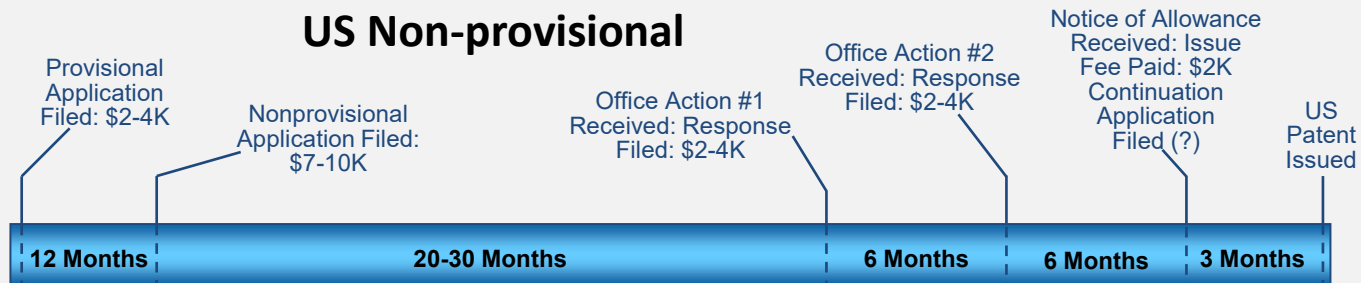 US Non-provisional
Provisional
Application
Filed: $2-4K
Nonprovisional
Application Filed:
$7-10K
Office Action #1
Received: Response
Filed: $2-4K
Office Action #2
Received: Response
Filed: $2-4K
Notice of Allowance
Received: Issue
Fee Paid: $2K
Continuation
Application
Filed (?)
US
Patent
Issued
12 Months
20-30 Months
6 Months
6 Months
3 Months